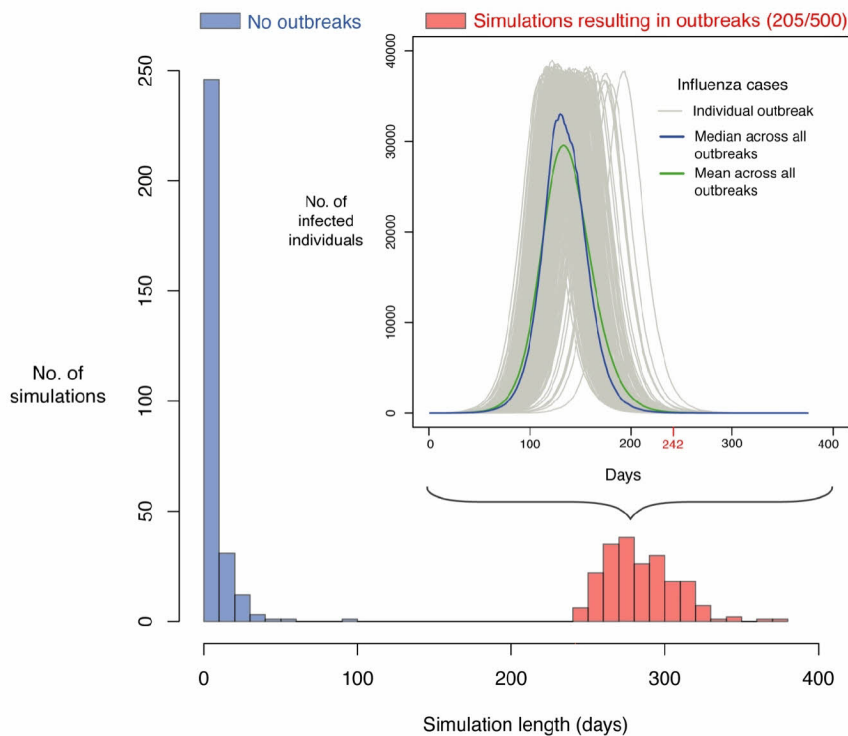 No outbreaks
Simulations resulting in outbreaks (205/500)
No. of
simulations
250
200
150
100
50
0
No. of
infected
individuals
40000
30000
20000
10000
0
Influenza cases
Individual outbreak
Median across all
outbreaks
Mean across all
outbreaks
0
100
200
242
300
400
Days
0
100
200
300
400
Simulation length (days)